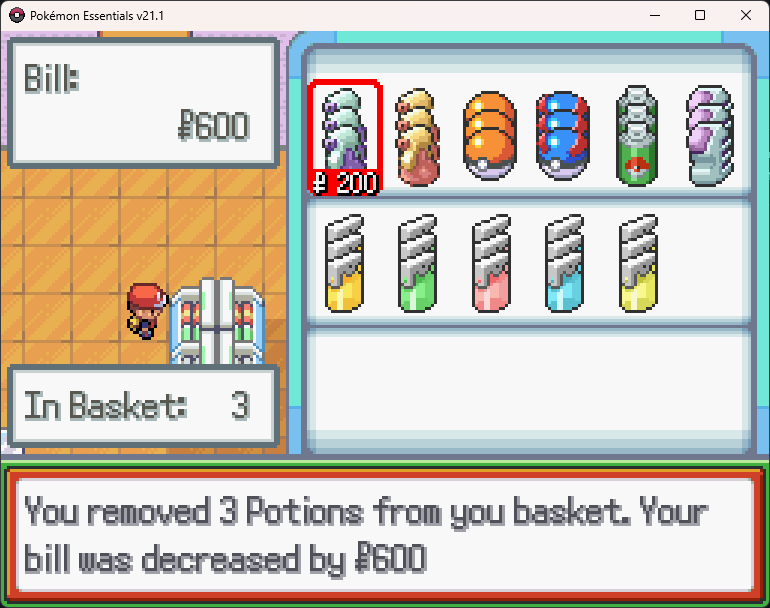 Pokémon Essentials v21.1
Bill:
₽600
₽ 200
In Basket: 3
You removed 3 Potions from you basket. Your
bill was decreased by ₽600